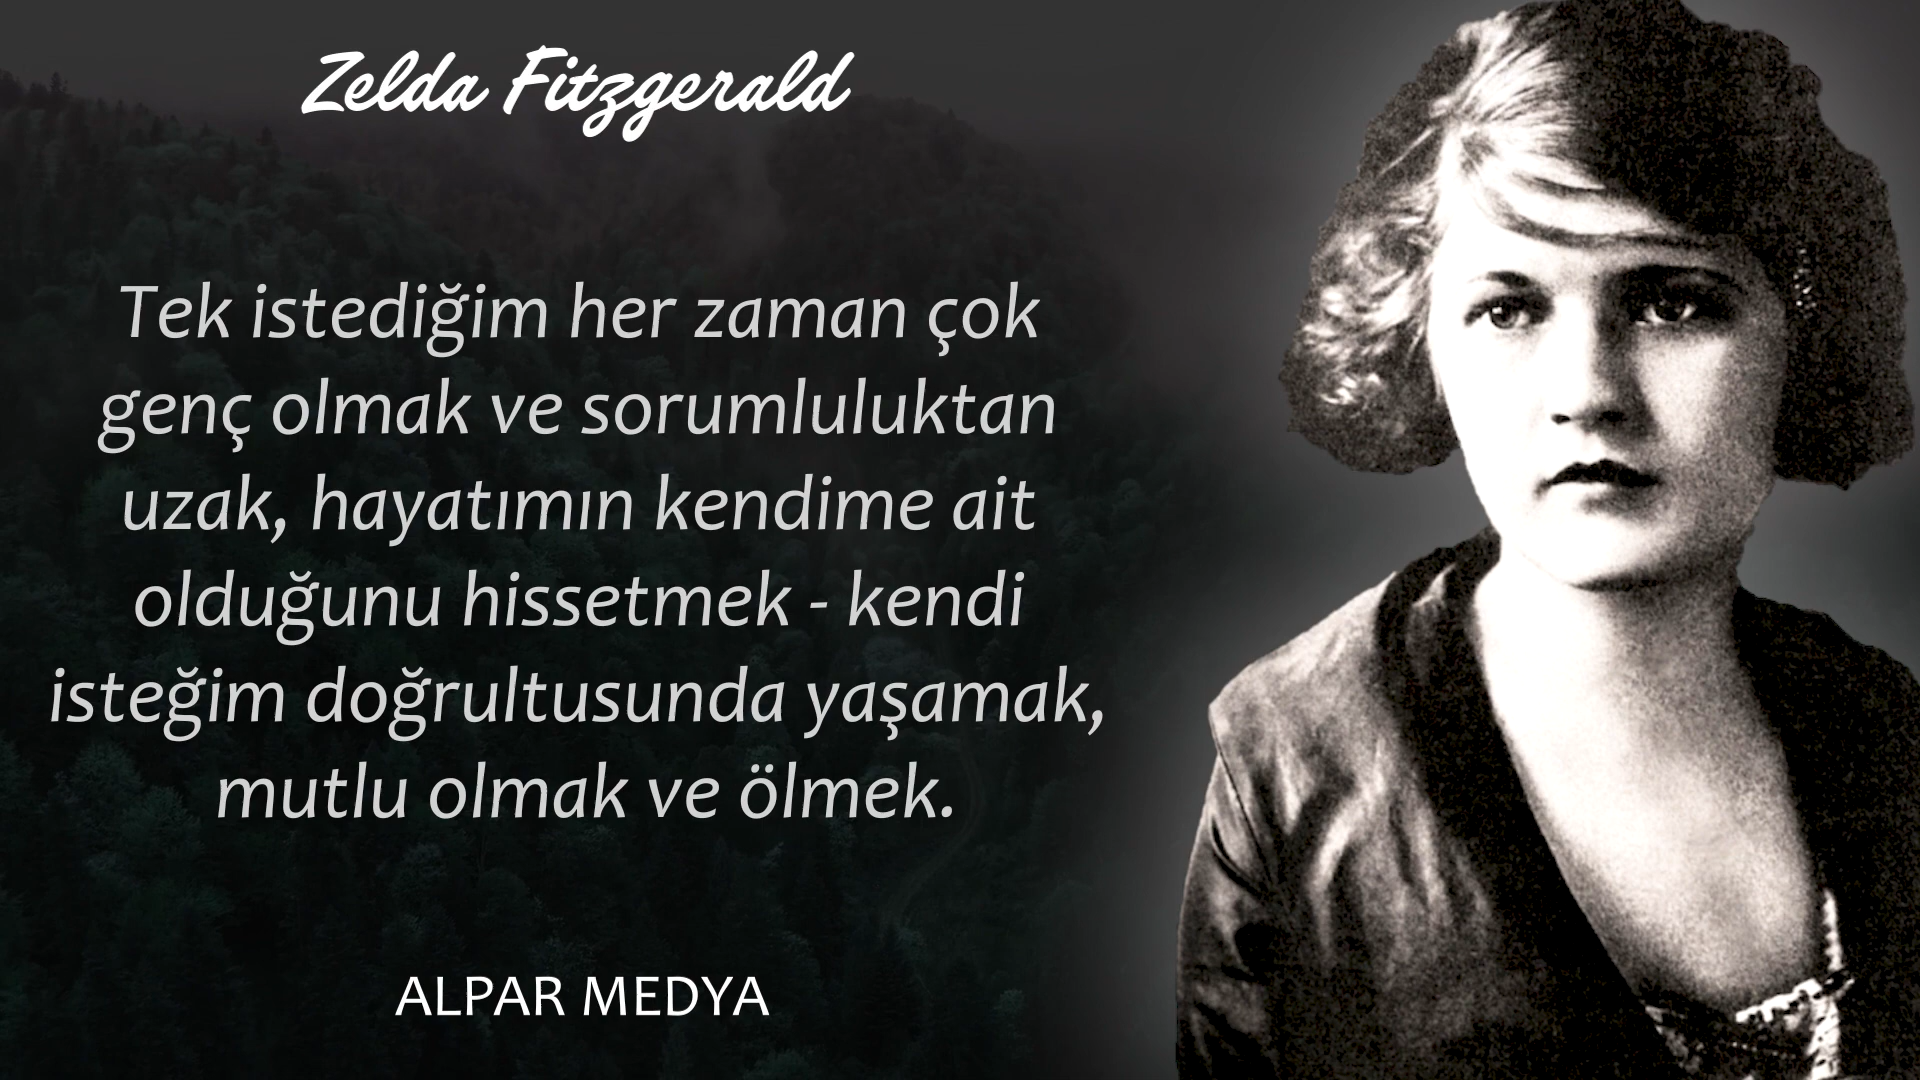 Zelda Fitzgerald
Tek istediğim her zaman çok
genç olmak ve sorumluluktan
uzak, hayatımın kendime ait
olduğunu hissetmek - kendi
isteğim doğrultusunda yaşamak,
mutlu olmak ve ölmek.
ALPAR MEDYA